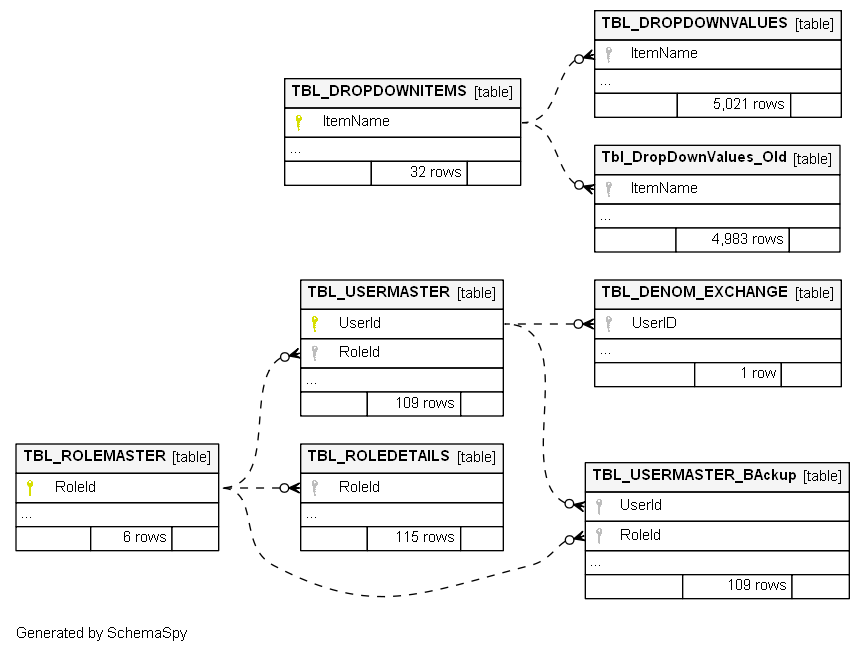 TBL_DROPDOWNVALUES [table]
ItemName
...
5,021 rows
TBL_DROPDOWNITEMS [table]
ItemName
...
32 rows
Tbl_DropDownValues_Old [table]
ItemName
...
4,983 rows
TBL_USERMASTER [table]
UserId
RoleId
...
109 rows
TBL_DENOM_EXCHANGE [table]
UserID
...
1 row
TBL_ROLEMASTER [table]
RoleId
...
6 rows
TBL_ROLEDETAILS [table]
RoleId
...
115 rows
TBL_USERMASTER_BAckup [table]
UserId
RoleId
...
109 rows
Generated by SchemaSpy